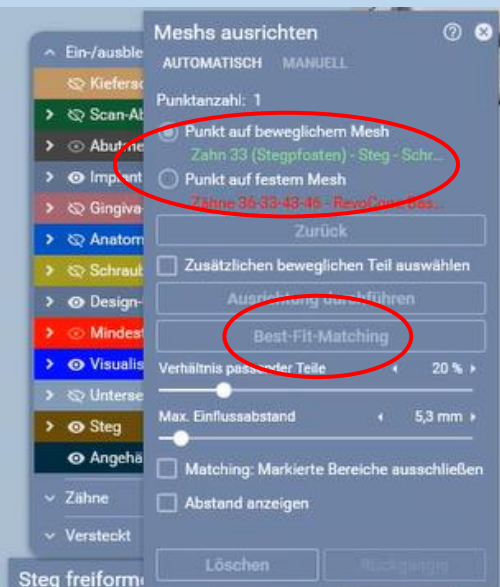 Meshs ausrichten
AUTOMATISCH MANUELL
Punktanzahl: 1
Punkt auf beweglichem Mesh
Zahn 33 (Stegpfosten) - Steg - Schr...
Punkt auf festem Mesh
Zähne 36-33-43-46 -
Zurück
Zusätzlichen beweglichen Teil auswählen
Ausrichtung durchführen
Best-Fit-Matching
Verhältnis passender Teile 20 %
Max. Einflussabstand 5,3 mm
Matching: Markierte Bereiche ausschließen
Abstand anzeigen
Löschen Rückgängig
Ein-/ausble
Kiefersc
Scan-Ab
Abutme
Implant
Gingiva-
Anatom
Schraub
Design-
Mindest
Visualis
Unterse
Steg
Angehä
Zähne
Versteckt
Steg freiforme